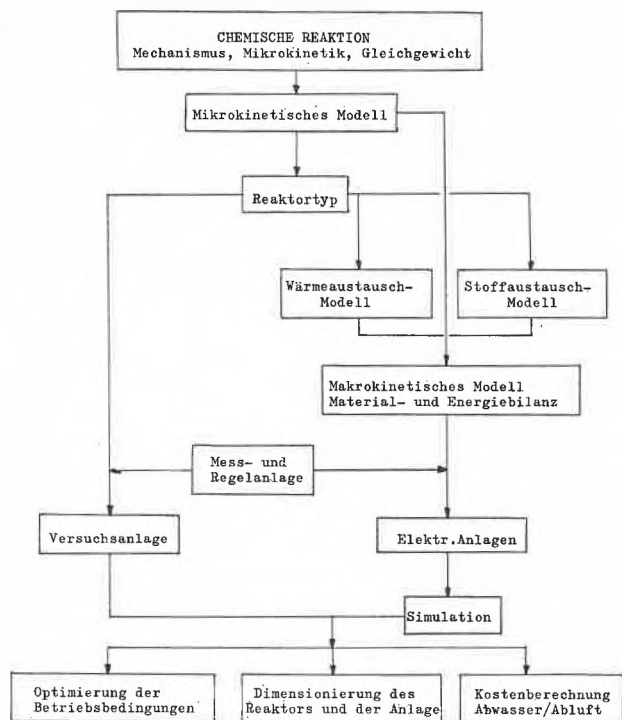 CHEMISCHE REAKTION
Mechanismus, Mikrokinetik, Gleichgewicht
Mikrokinetisches Modell
Reaktortyp
Wärmeaustausch-
Modell
Stoffaustausch-
Modell
Makrokinetisches Modell
Material- und Energiebilanz
Mess- und
Regelanlage
Versuchsanlage
Elektr.Anlagen
Simulation
Optimierung der
Betriebsbedingungen
Dimensionierung des
Reaktors und der Anlage
Kostenberechnung
Abwasser/Abluft